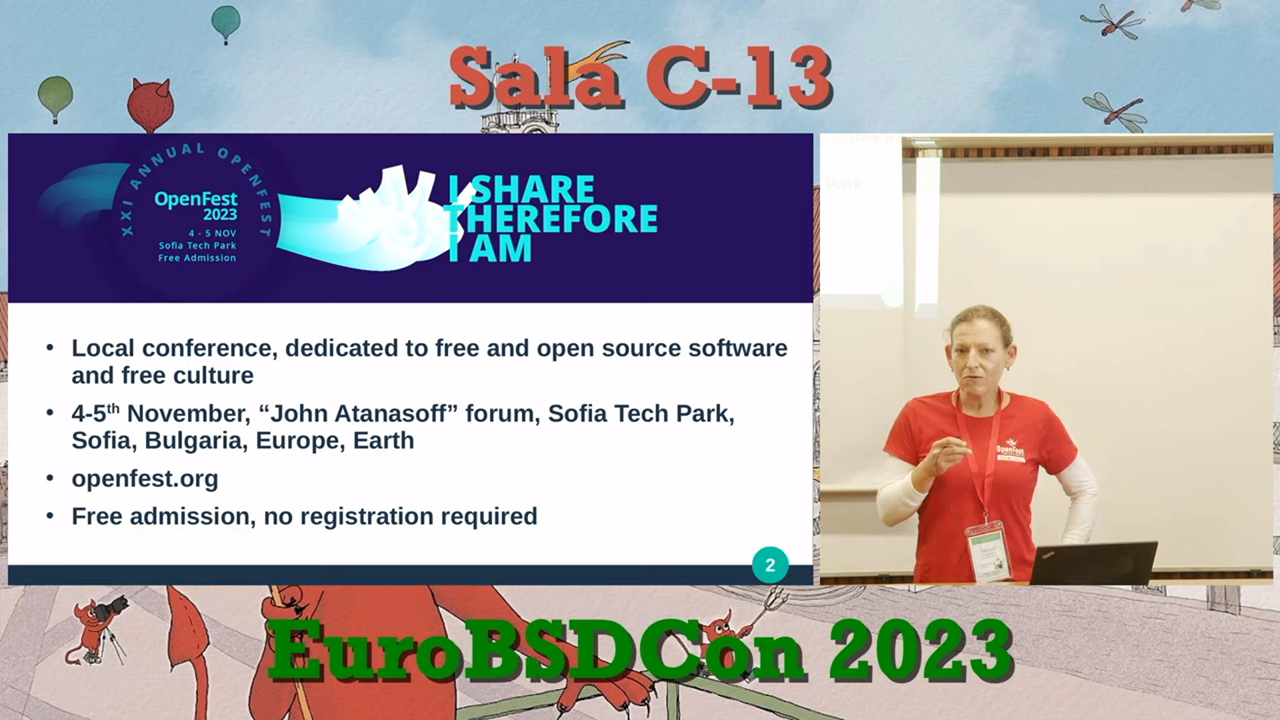 Sala C-13
XXI ANNUAL OPENFEST
OpenFest
2023
4 - 5 NOV
Sofia Tech Park
Free Admission
I SHARE
THEREFORE
I AM
• Local conference, dedicated to free and open source software
and free culture
• 4-5th November, “John Atanasoff” forum, Sofia Tech Park,
Sofia, Bulgaria, Europe, Earth
• openfest.org
• Free admission, no registration required
2
Park,
OpenFest
EuroBSDCon 2023